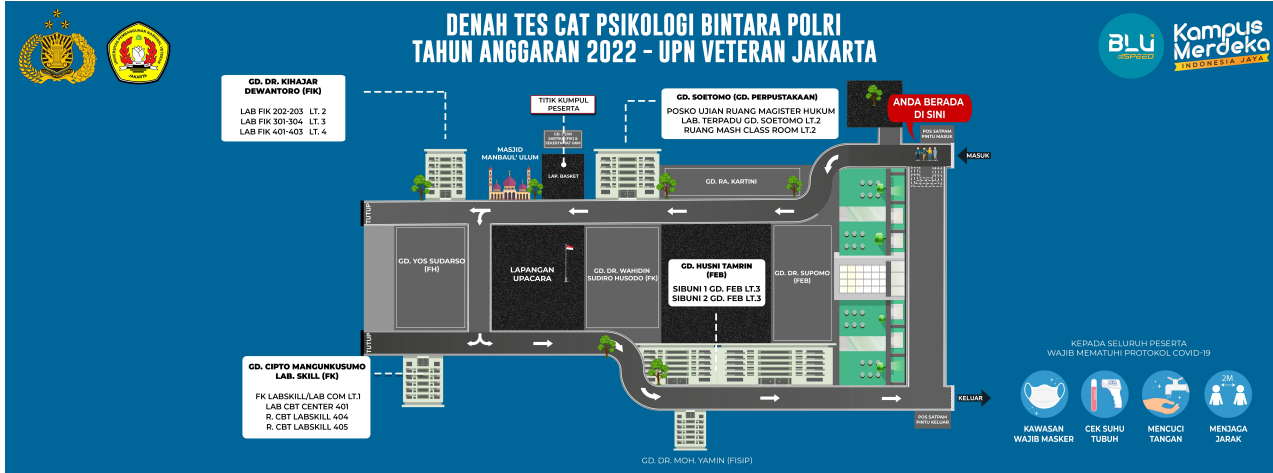 DENAH TES CAT PSIKOLOGI BINTARA POLRI
TAHUN ANGGARAN 2022 - UPN VETERAN JAKARTA
JAKARTA
BLU
SPEED
Kampus
Merdeka
INDONESIA JAYA
GD. DR. KIHAJAR
DEWANTORO (FIK)
LAB FIK 202-203 LT. 2
LAB FIK 301-304 LT. 3
LAB FIK 401-403 LT. 4
TITIK KUMPUL
PESERTA
MASJID
MANBAUL' ULUM
LAP. BASKET
GD. SOETOMO (GD. PERPUSTAKAAN)
POSKO UJIAN RUANG MAGISTER HUKUM
LAB. TERPADU GD. SOETOMO LT.2
RUANG MASH CLASS ROOM LT.2
ANDA BERADA
DI SINI
POS SATPAM
PINTU MASUK
MASUK
GD. RA. KARTINI
TUTUP
GD. YOS SUDARSO
(FH)
LAPANGAN
UPACARA
GD. DR. WAHIDIN
SUDIRO HUSODO (FK)
GD. HUSNI TAMRIN
(FEB)
SIBUNI 1 GD. FEB LT.3
SIBUNI 2 GD. FEB LT.3
GD. DR. SUPOMO
(FEB)
TUTUP
GD. CIPTO MANGUNKUSUMO
LAB. SKILL (FK)
FK LABSKILL/LAB COM LT.1
LAB CBT CENTER 401
R. CBT LABSKILL 404
R. CBT LABSKILL 405
KELUAR
POS SATPAM
PINTU KELUAR
GD. DR. MOH. YAMIN (FISIP)
KEPADA SELURUH PESERTA
WAJIB MEMATUHI PROTOKOL COVID-19
2M
KAWASAN
WAJIB MASKER
CEK SUHU
TUBUH
MENCUCI
TANGAN
MENJAGA
JARAK